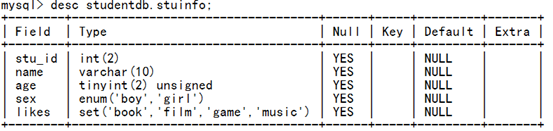 mysql> desc studentdb.stuinfo;
+--------+------------------------------------+------+-----+---------+-------+
| Field | Type | Null | Key | Default | Extra |
+--------+------------------------------------+------+-----+---------+-------+
| stu_id | int(2) | YES | | NULL | |
| name | varchar(10) | YES | | NULL | |
| age | tinyint(2) unsigned | YES | | NULL | |
| sex | enum('boy','girl') | YES | | NULL | |
| likes | set('book','film','game','music') | YES | | NULL | |
+--------+------------------------------------+------+-----+---------+-------+